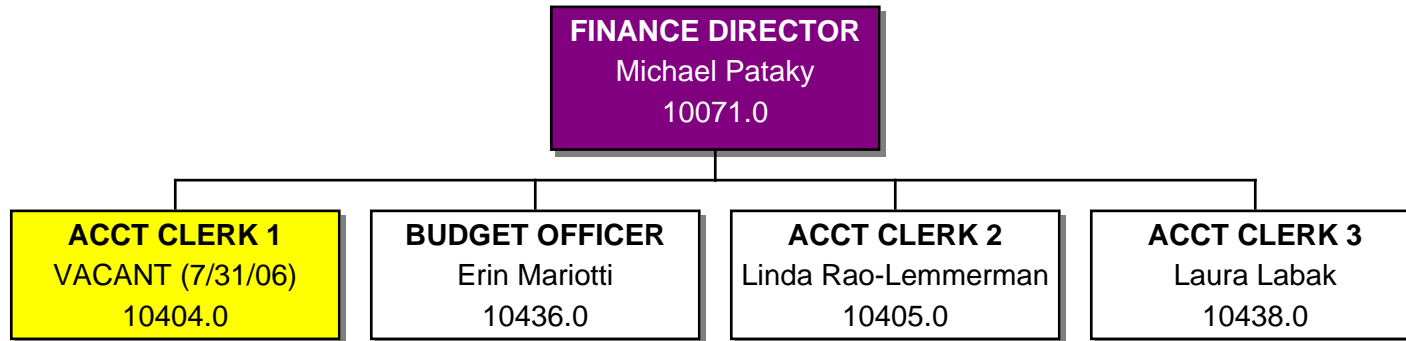 FINANCE DIRECTOR
Michael Pataky
10071.0
ACCT CLERK 1
VACANT (7/31/06)
10404.0
BUDGET OFFICER
Erin Mariotti
10436.0
ACCT CLERK 2
Linda Rao-Lemmerman
10405.0
ACCT CLERK 3
Laura Labak
10438.0